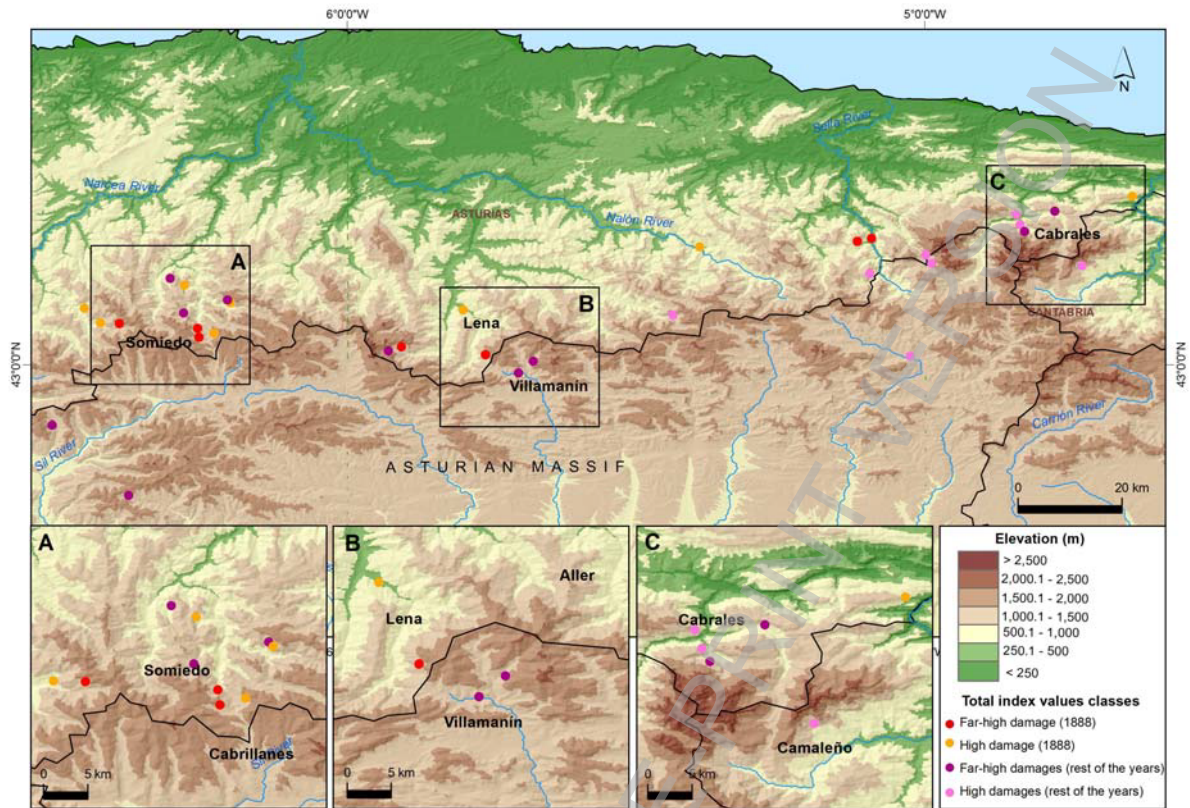 6°0'0"W
5°0'0"W
N
Narcea River
Sella River
ASTURIAS
Nalón River
C
Cabrales
CANTABRIA
A
Somiedo
B
Lena
Villamanín
43°0'0"N
43°0'0"N
Sil River
ASTURIAN MASSIF
Carrión River
0 20 km
PRINT VERSION
A
Somiedo
Cabrillanes
Sil River
0 5 km
B
Aller
Lena
Villamanín
0 5 km
C
Cabrales
Camaleño
0 5 km
Elevation (m)
> 2,500
2,000.1 - 2,500
1,500.1 - 2,000
1,000.1 - 1,500
500.1 - 1,000
250.1 - 500
< 250
Total index values classes
Far-high damage (1888)
High damage (1888)
Far-high damages (rest of the years)
High damages (rest of the years)